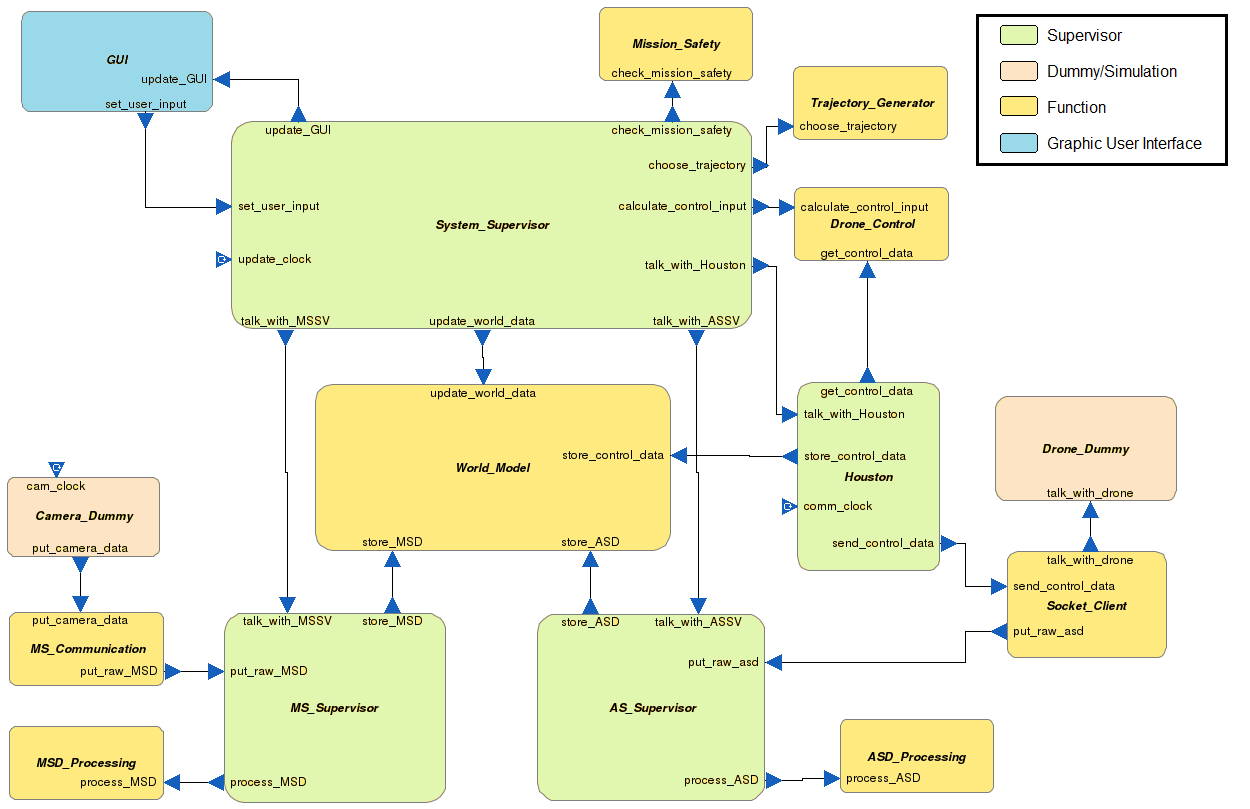 GUI
update_GUI
set_user_input
Mission_Safety
check_mission_safety
Trajectory_Generator
choose_trajectory
Supervisor
Dummy/Simulation
Function
Graphic User Interface
update_GUI
check_mission_safety
choose_trajectory
set_user_input
calculate_control_input
System_Supervisor
update_clock
talk_with_Houston
talk_with_MSSV
update_world_data
talk_with_ASSV
calculate_control_input
Drone_Control
get_control_data
update_world_data
store_control_data
World_Model
store_MSD
store_ASD
get_control_data
talk_with_Houston
store_control_data
Houston
comm_clock
send_control_data
Drone_Dummy
talk_with_drone
cam_clock
Camera_Dummy
put_camera_data
talk_with_drone
send_control_data
Socket_Client
put_raw_asd
put_camera_data
MS_Communication
put_raw_MSD
talk_with_MSSV
store_MSD
put_raw_MSD
MS_Supervisor
process_MSD
store_ASD
talk_with_ASSV
put_raw_asd
AS_Supervisor
process_ASD
MSD_Processing
process_MSD
ASD_Processing
process_ASD